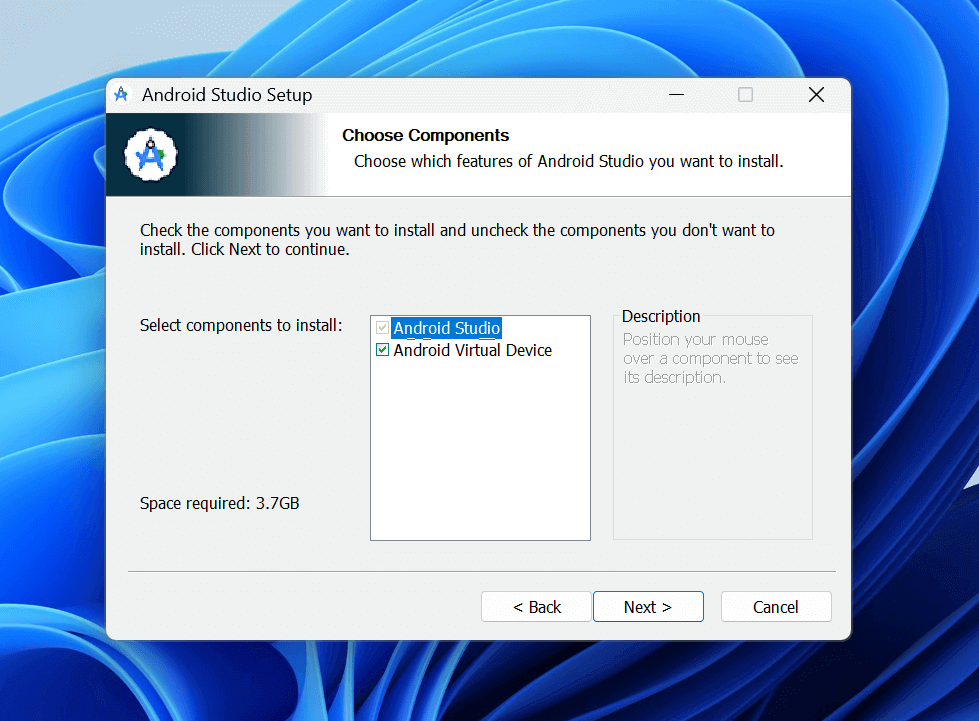 Android Studio Setup
Choose Components
Choose which features of Android Studio you want to install.
Check the components you want to install and uncheck the components you don't want to
install. Click Next to continue.
Select components to install:
Android Studio
Android Virtual Device
Description
Position your mouse
over a component to see
its description.
Space required: 3.7GB
< Back
Next >
Cancel